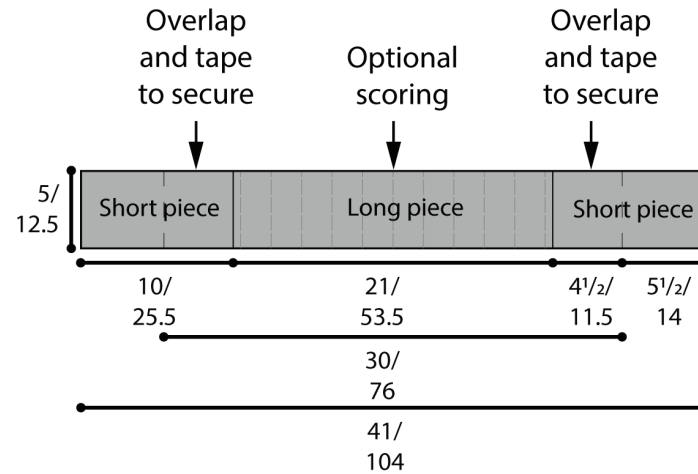 Overlap
and tape
to secure
Optional
scoring
Overlap
and tape
to secure
5/
12.5
Short piece
Long piece
Short piece
10/
25.5
21/
53.5
4½/
11.5
5½/
14
30/
76
41/
104